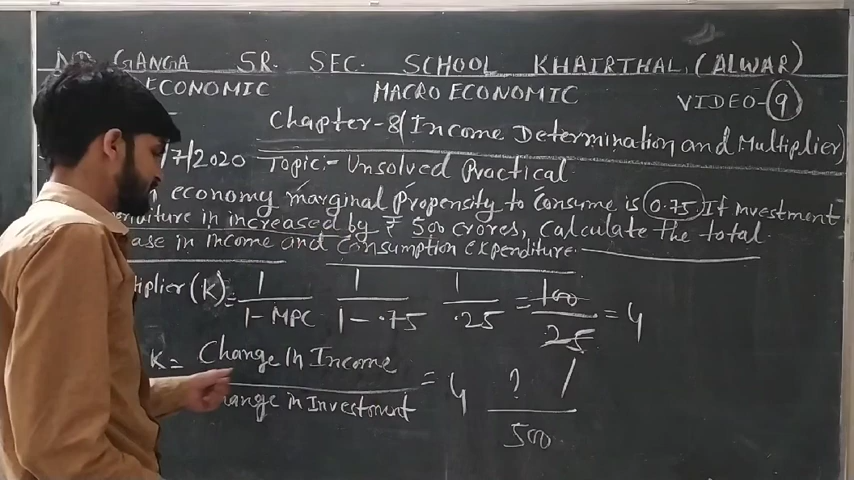 GANGA SR. SEC. SCHOOL KHAIRTHAL (ALWAR)
ECONOMIC MACRO ECONOMIC VIDEO-9
Chapter-8(Income Determination and Multiplier)
/7/2020 Topic:- Unsolved Practical
economy marginal Propensity to Consume is 0.75. If Investment
in increased by ₹ 500 crores, Calculate the total
in income and Consumption expenditure.
(K) = 1/1-MPC 1/1-.75 1/.25 = 100/25 = 4
K = Change in Income / in Investment = 4 ? / 500